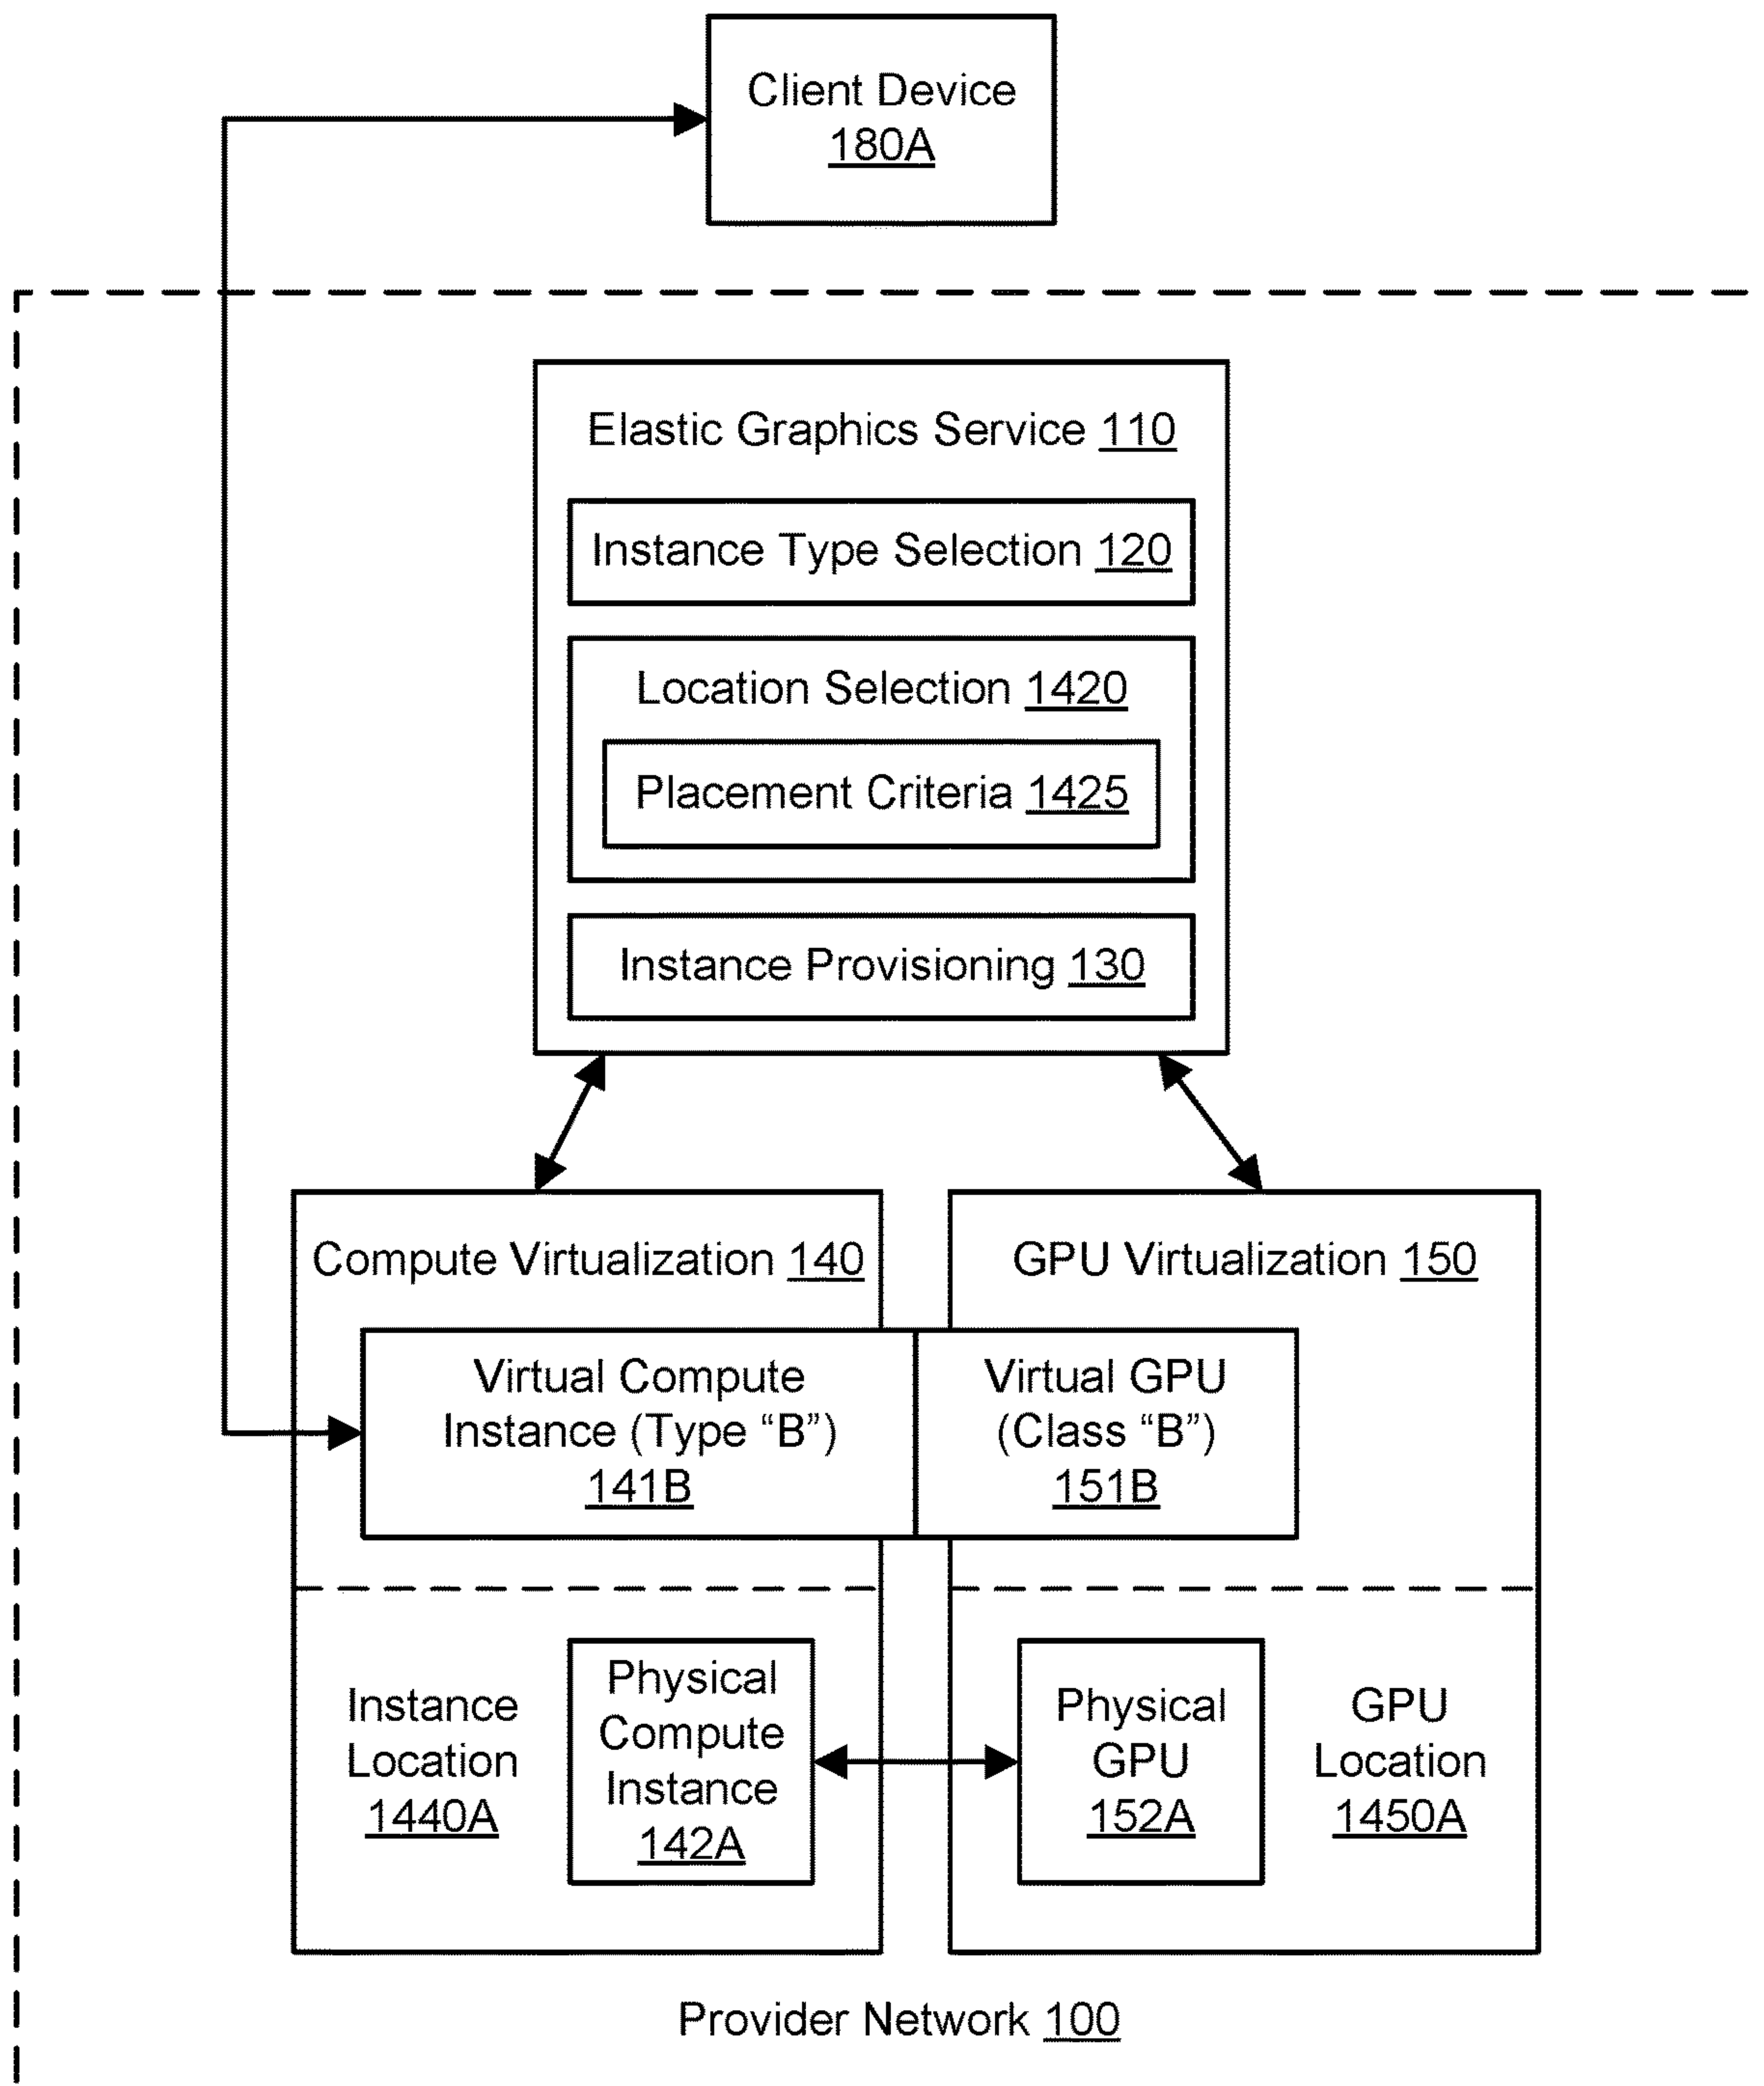 Client Device
180A
Elastic Graphics Service 110
Instance Type Selection 120
Location Selection 1420
Placement Criteria 1425
Instance Provisioning 130
Compute Virtualization 140
GPU Virtualization 150
Virtual Compute
Instance (Type “B”)
141B
Virtual GPU
(Class “B”)
151B
Instance
Location
1440A
Physical
Compute
Instance
142A
Physical
GPU
152A
GPU
Location
1450A
Provider Network 100